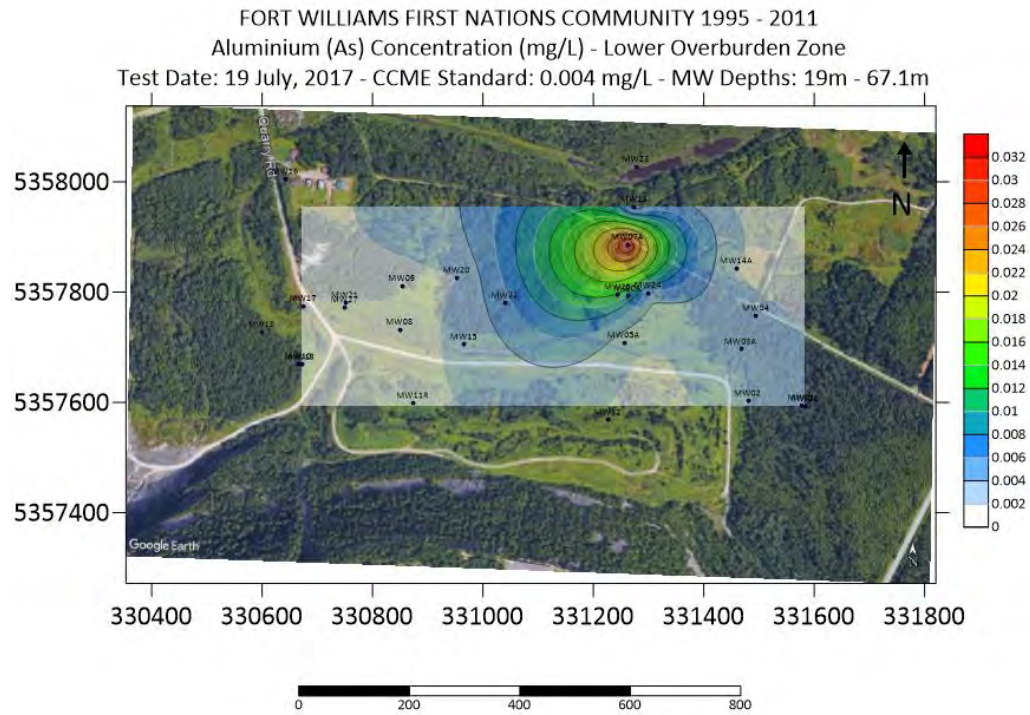 FORT WILLIAMS FIRST NATIONS COMMUNITY 1995 - 2011
Aluminium (As) Concentration (mg/L) - Lower Overburden Zone
Test Date: 19 July, 2017 - CCME Standard: 0.004 mg/L - MW Depths: 19m - 67.1m
Quary Rd
MW23
MW19
N
5358000
MW07A
MW14A
MW20
MW09
MW22
MW24
5357800
MW17
MW21
MW27
MW04
MW08
MW15
MW05A
MW03A
MW02
MW11R
5357600
5357400
Google Earth
N
0.032
0.028
0.026
0.024
0.022
0.02
0.018
0.016
0.014
0.012
0.01
0.008
0.006
0.004
0.002
0
330400 330600 330800 331000 331200 331400 331600 331800
0 200 400 600 800